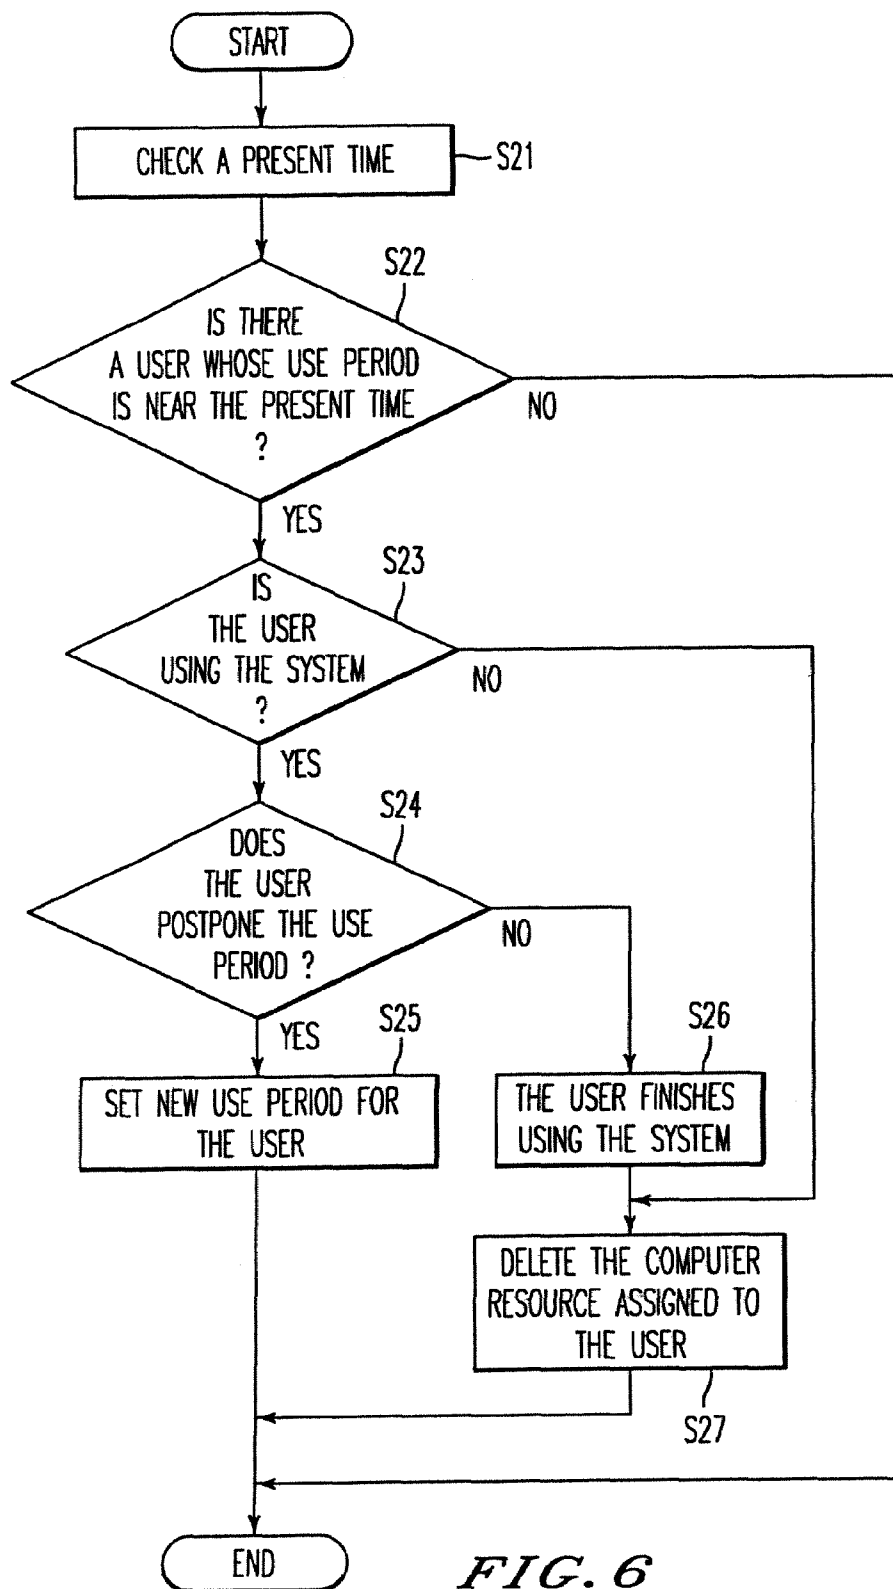 START
CHECK A PRESENT TIME
S21
S22
IS THERE
A USER WHOSE USE PERIOD
IS NEAR THE PRESENT TIME
?
NO
YES
S23
IS
THE USER
USING THE SYSTEM
?
NO
YES
S24
DOES
THE USER
POSTPONE THE USE
PERIOD ?
NO
YES
S25
SET NEW USE PERIOD FOR
THE USER
S26
THE USER FINISHES
USING THE SYSTEM
DELETE THE COMPUTER
RESOURCE ASSIGNED TO
THE USER
S27
END
FIG. 6